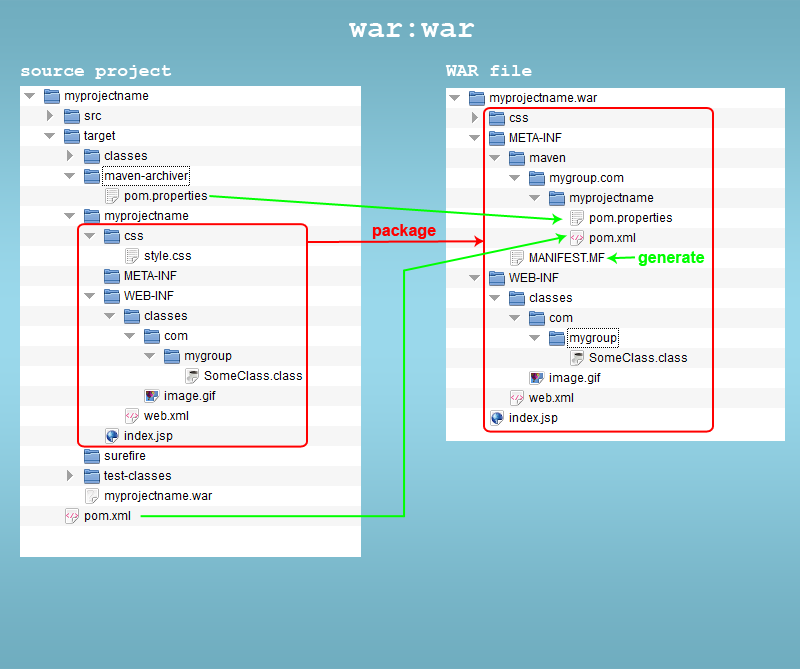 war:war
source project
myprojectname
src
target
classes
maven-archiver
pom.properties
myprojectname
css
style.css
META-INF
WEB-INF
classes
com
mygroup
SomeClass.class
image.gif
web.xml
index.jsp
surefire
test-classes
myprojectname.war
pom.xml
package
WAR file
myprojectname.war
css
META-INF
maven
mygroup.com
myprojectname
pom.properties
pom.xml
MANIFEST.MF generate
WEB-INF
classes
com
mygroup
SomeClass.class
image.gif
web.xml
index.jsp